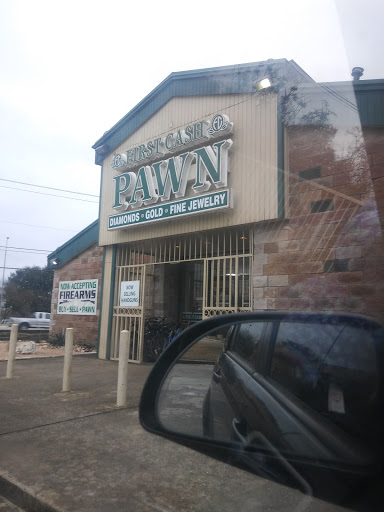 FIRST CASH
PAWN
DIAMONDS • GOLD • FINE JEWELRY
NOW ACCEPTING
FIREARMS
BUY • SELL • PAWN
NOW
SELLING
HANDGUNS